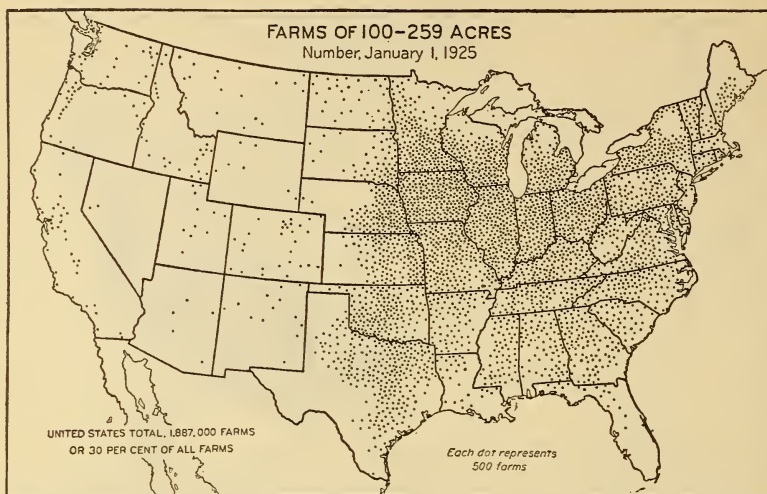 FARMS OF 100-259 ACRES
Number, January 1, 1925
UNITED STATES TOTAL, 1,887,000 FARMS
OR 30 PER CENT OF ALL FARMS
Each dot represents
500 farms